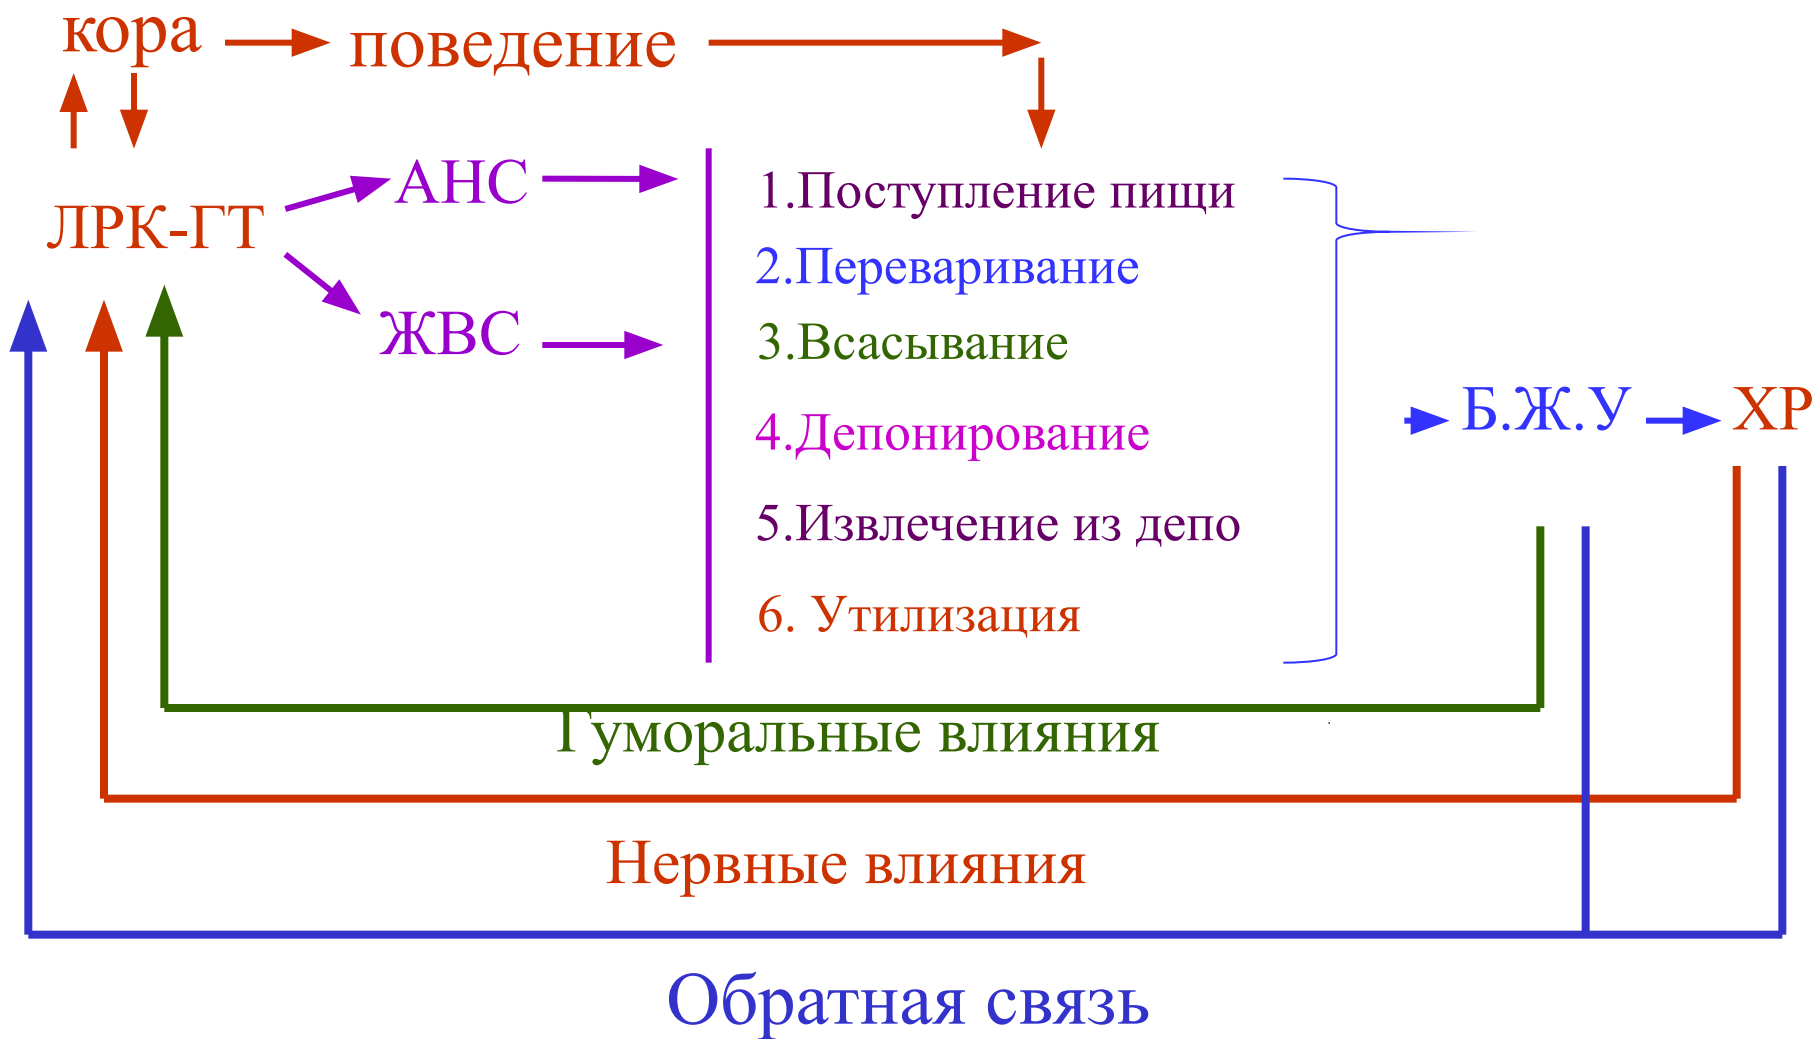 кора
поведение
АНС
ЛРК-ГТ
ЖВС
1.Поступление пищи
2.Переваривание
3.Всасывание
4.Депонирование
5.Извлечение из депо
6. Утилизация
Б.Ж.У
ХР
Гуморальные влияния
Нервные влияния
Обратная связь